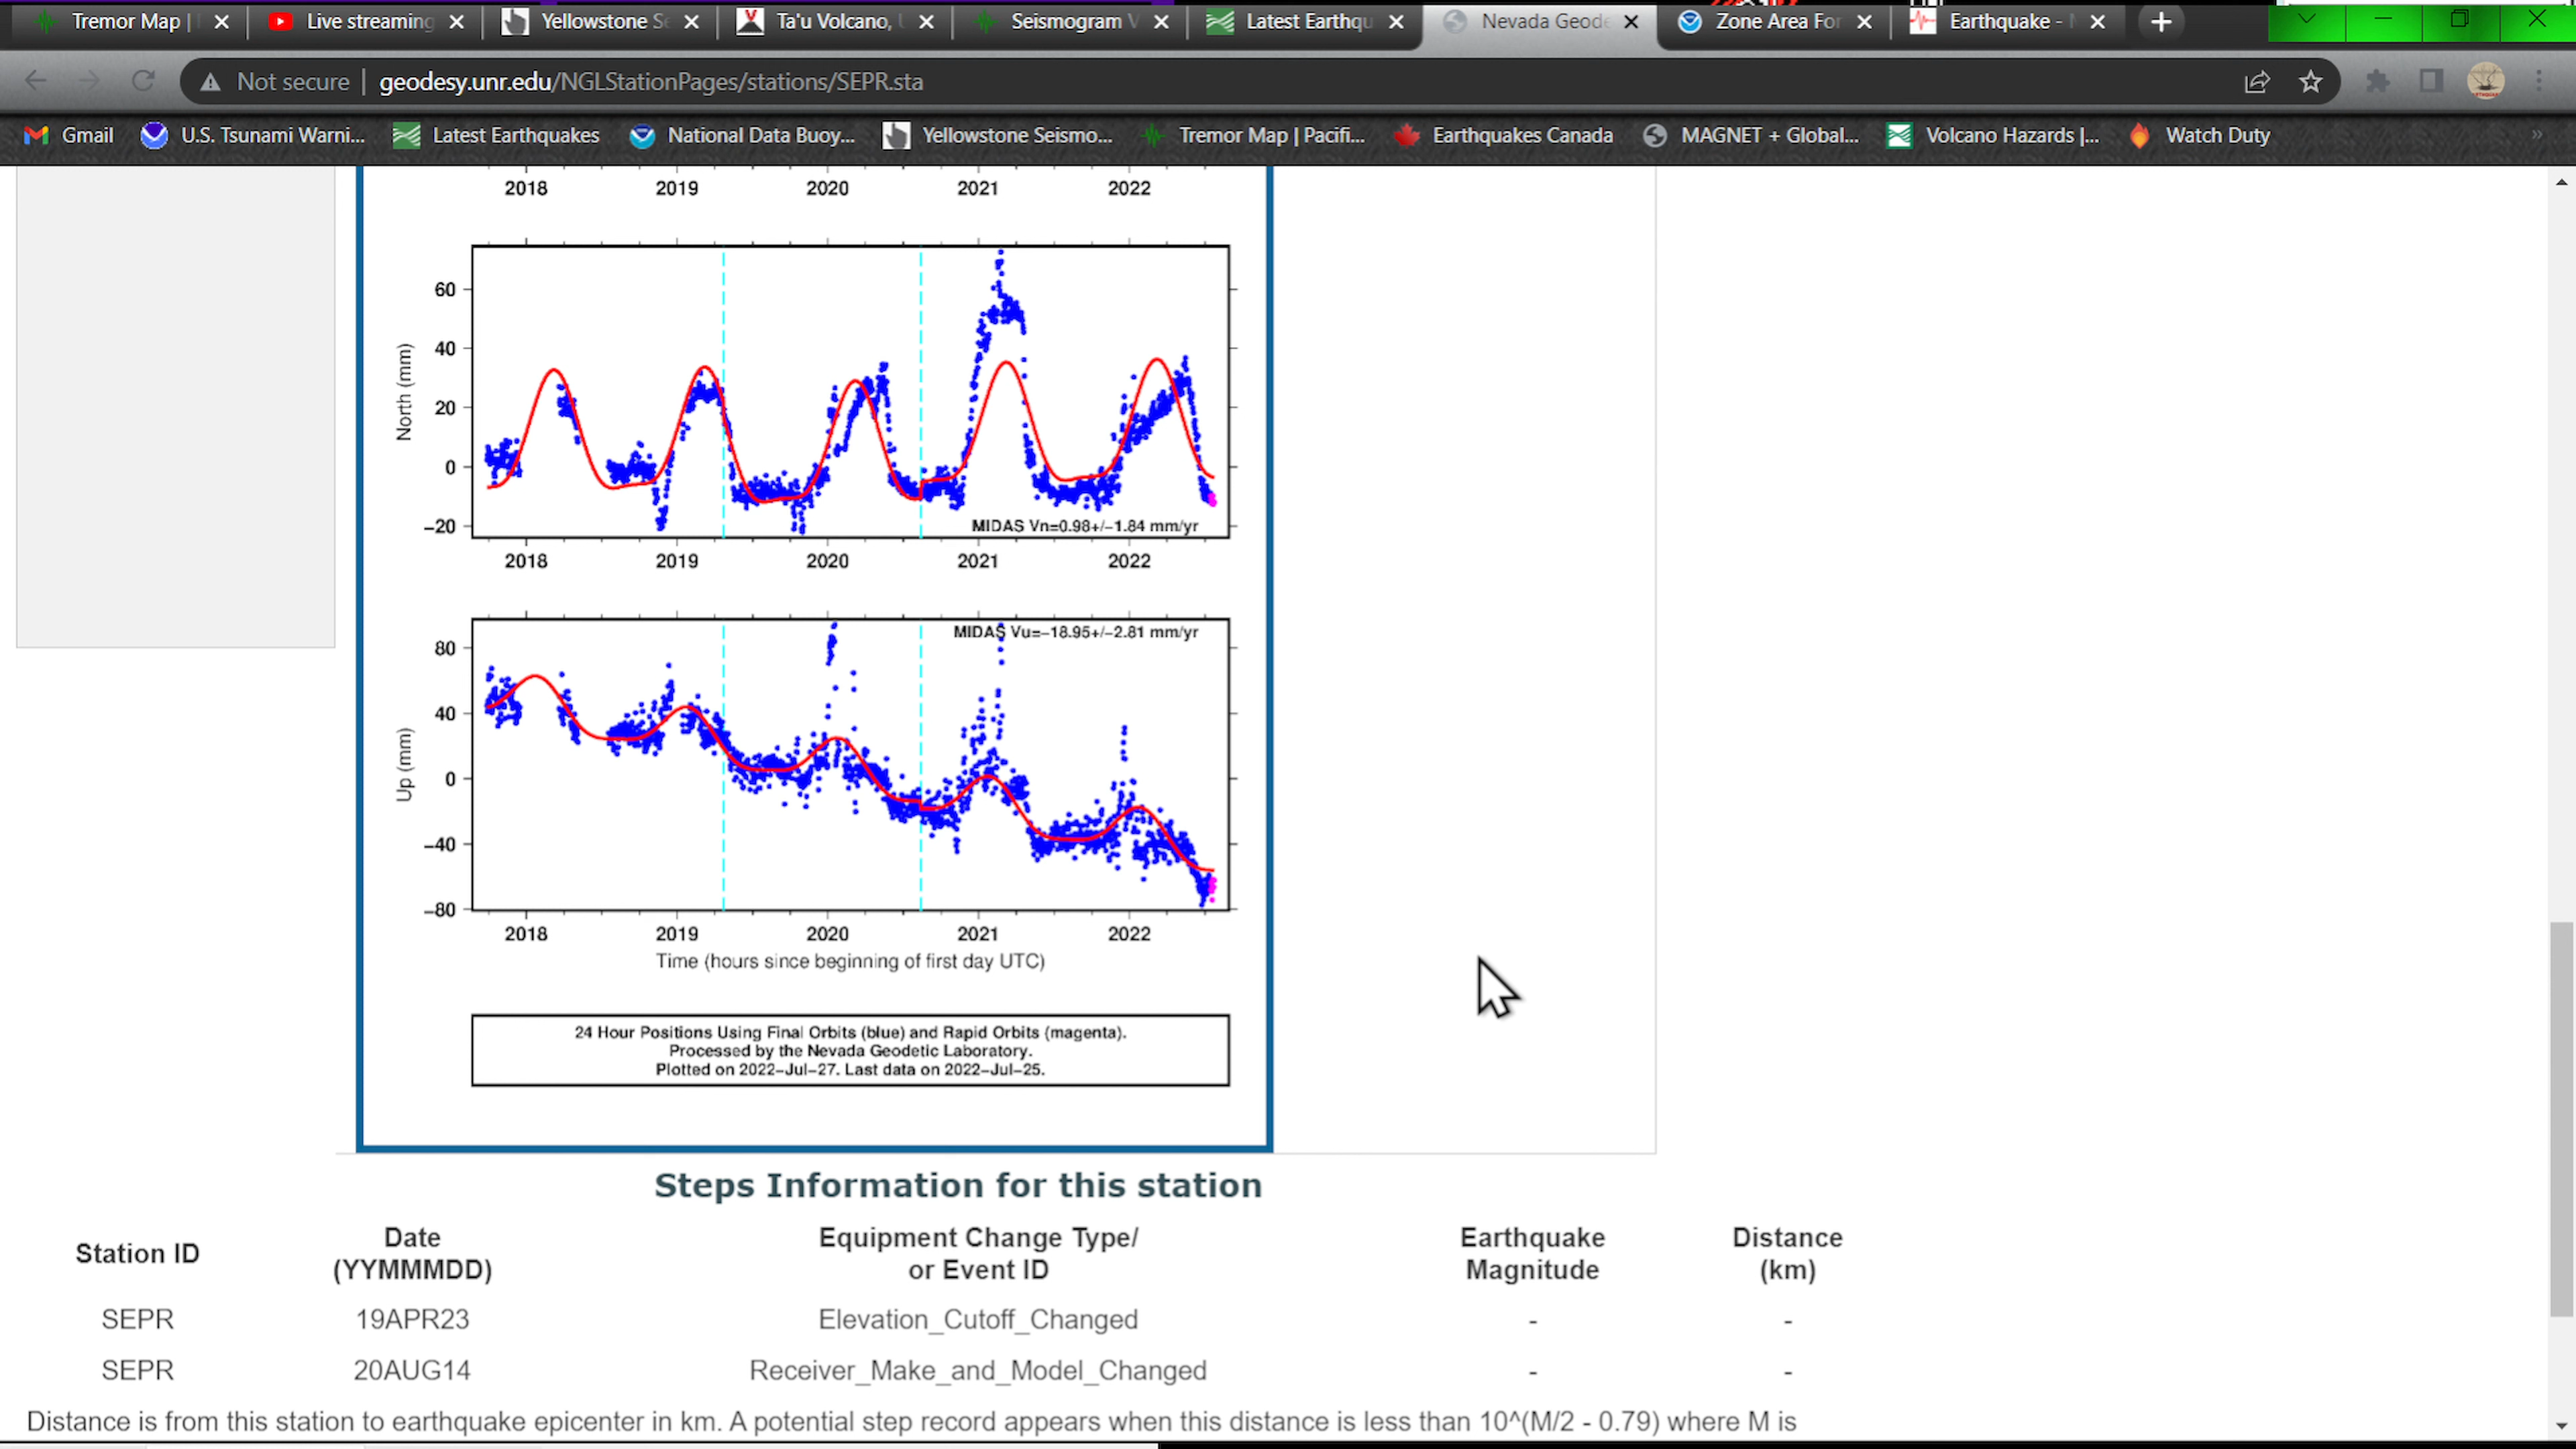 Tremor Map |
Live streaming
Yellowstone Se
Ta'u Volcano,
Seismogram V
Latest Earthqu
Nevada Geode
Zone Area For
Earthquake -
Not secure | geodesy.unr.edu/NGLStationPages/stations/SEPR.sta
Gmail
U.S. Tsunami Warni...
Latest Earthquakes
National Data Buoy...
Yellowstone Seismo...
Tremor Map | Pacifi...
Earthquakes Canada
MAGNET + Global...
Volcano Hazards |...
Watch Duty
2018 2019 2020 2021 2022
60
40
20
0
−20
North (mm)
MIDAS Vn=0.98+/−1.84 mm/yr
2018 2019 2020 2021 2022
MIDAS Vu=−18.95+/−2.81 mm/yr
80
40
0
−40
−80
Up (mm)
2018 2019 2020 2021 2022
Time (hours since beginning of first day UTC)
24 Hour Positions Using Final Orbits (blue) and Rapid Orbits (magenta).
Processed by the Nevada Geodetic Laboratory.
Plotted on 2022−Jul−27. Last data on 2022−Jul−25.
Steps Information for this station
Station ID
Date
(YYMMMDD)
Equipment Change Type/
or Event ID
Earthquake
Magnitude
Distance
(km)
SEPR 19APR23 Elevation_Cutoff_Changed - -
SEPR 20AUG14 Receiver_Make_and_Model_Changed - -
Distance is from this station to earthquake epicenter in km. A potential step record appears when this distance is less than 10^(M/2 - 0.79) where M is